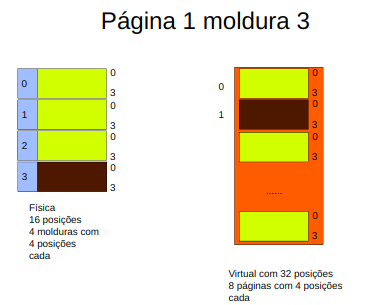 Página 1 moldura 3
0
0
3
1
0
3
2
0
3
3
0
3
Física
16 posições
4 molduras com
4 posições
cada
0
0
3
1
0
3
0
3
......
0
3
Virtual com 32 posições
8 páginas com 4 posições
cada